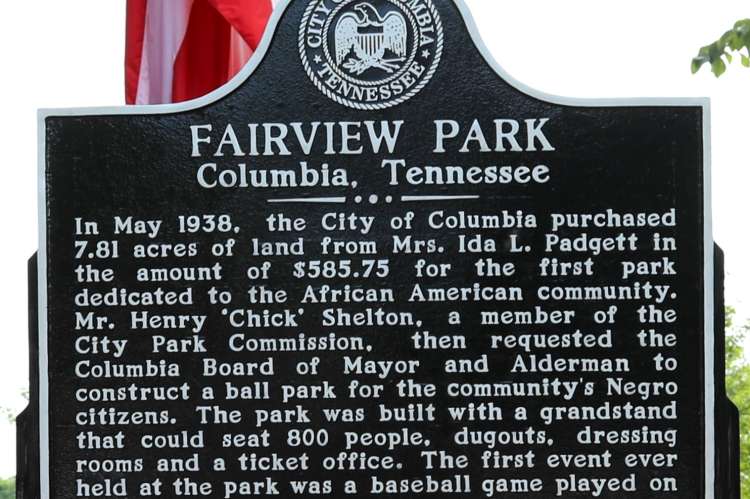 CITY OF COLUMBIA
TENNESSEE
FAIRVIEW PARK
Columbia, Tennessee
In May 1938, the City of Columbia purchased
7.81 acres of land from Mrs. Ida L. Padgett in
the amount of $585.75 for the first park
dedicated to the African American community.
Mr. Henry 'Chick' Shelton, a member of the
City Park Commission, then requested the
Columbia Board of Mayor and Alderman to
construct a ball park for the community's Negro
citizens. The park was built with a grandstand
that could seat 800 people, dugouts, dressing
rooms and a ticket office. The first event ever
held at the park was a baseball game played on